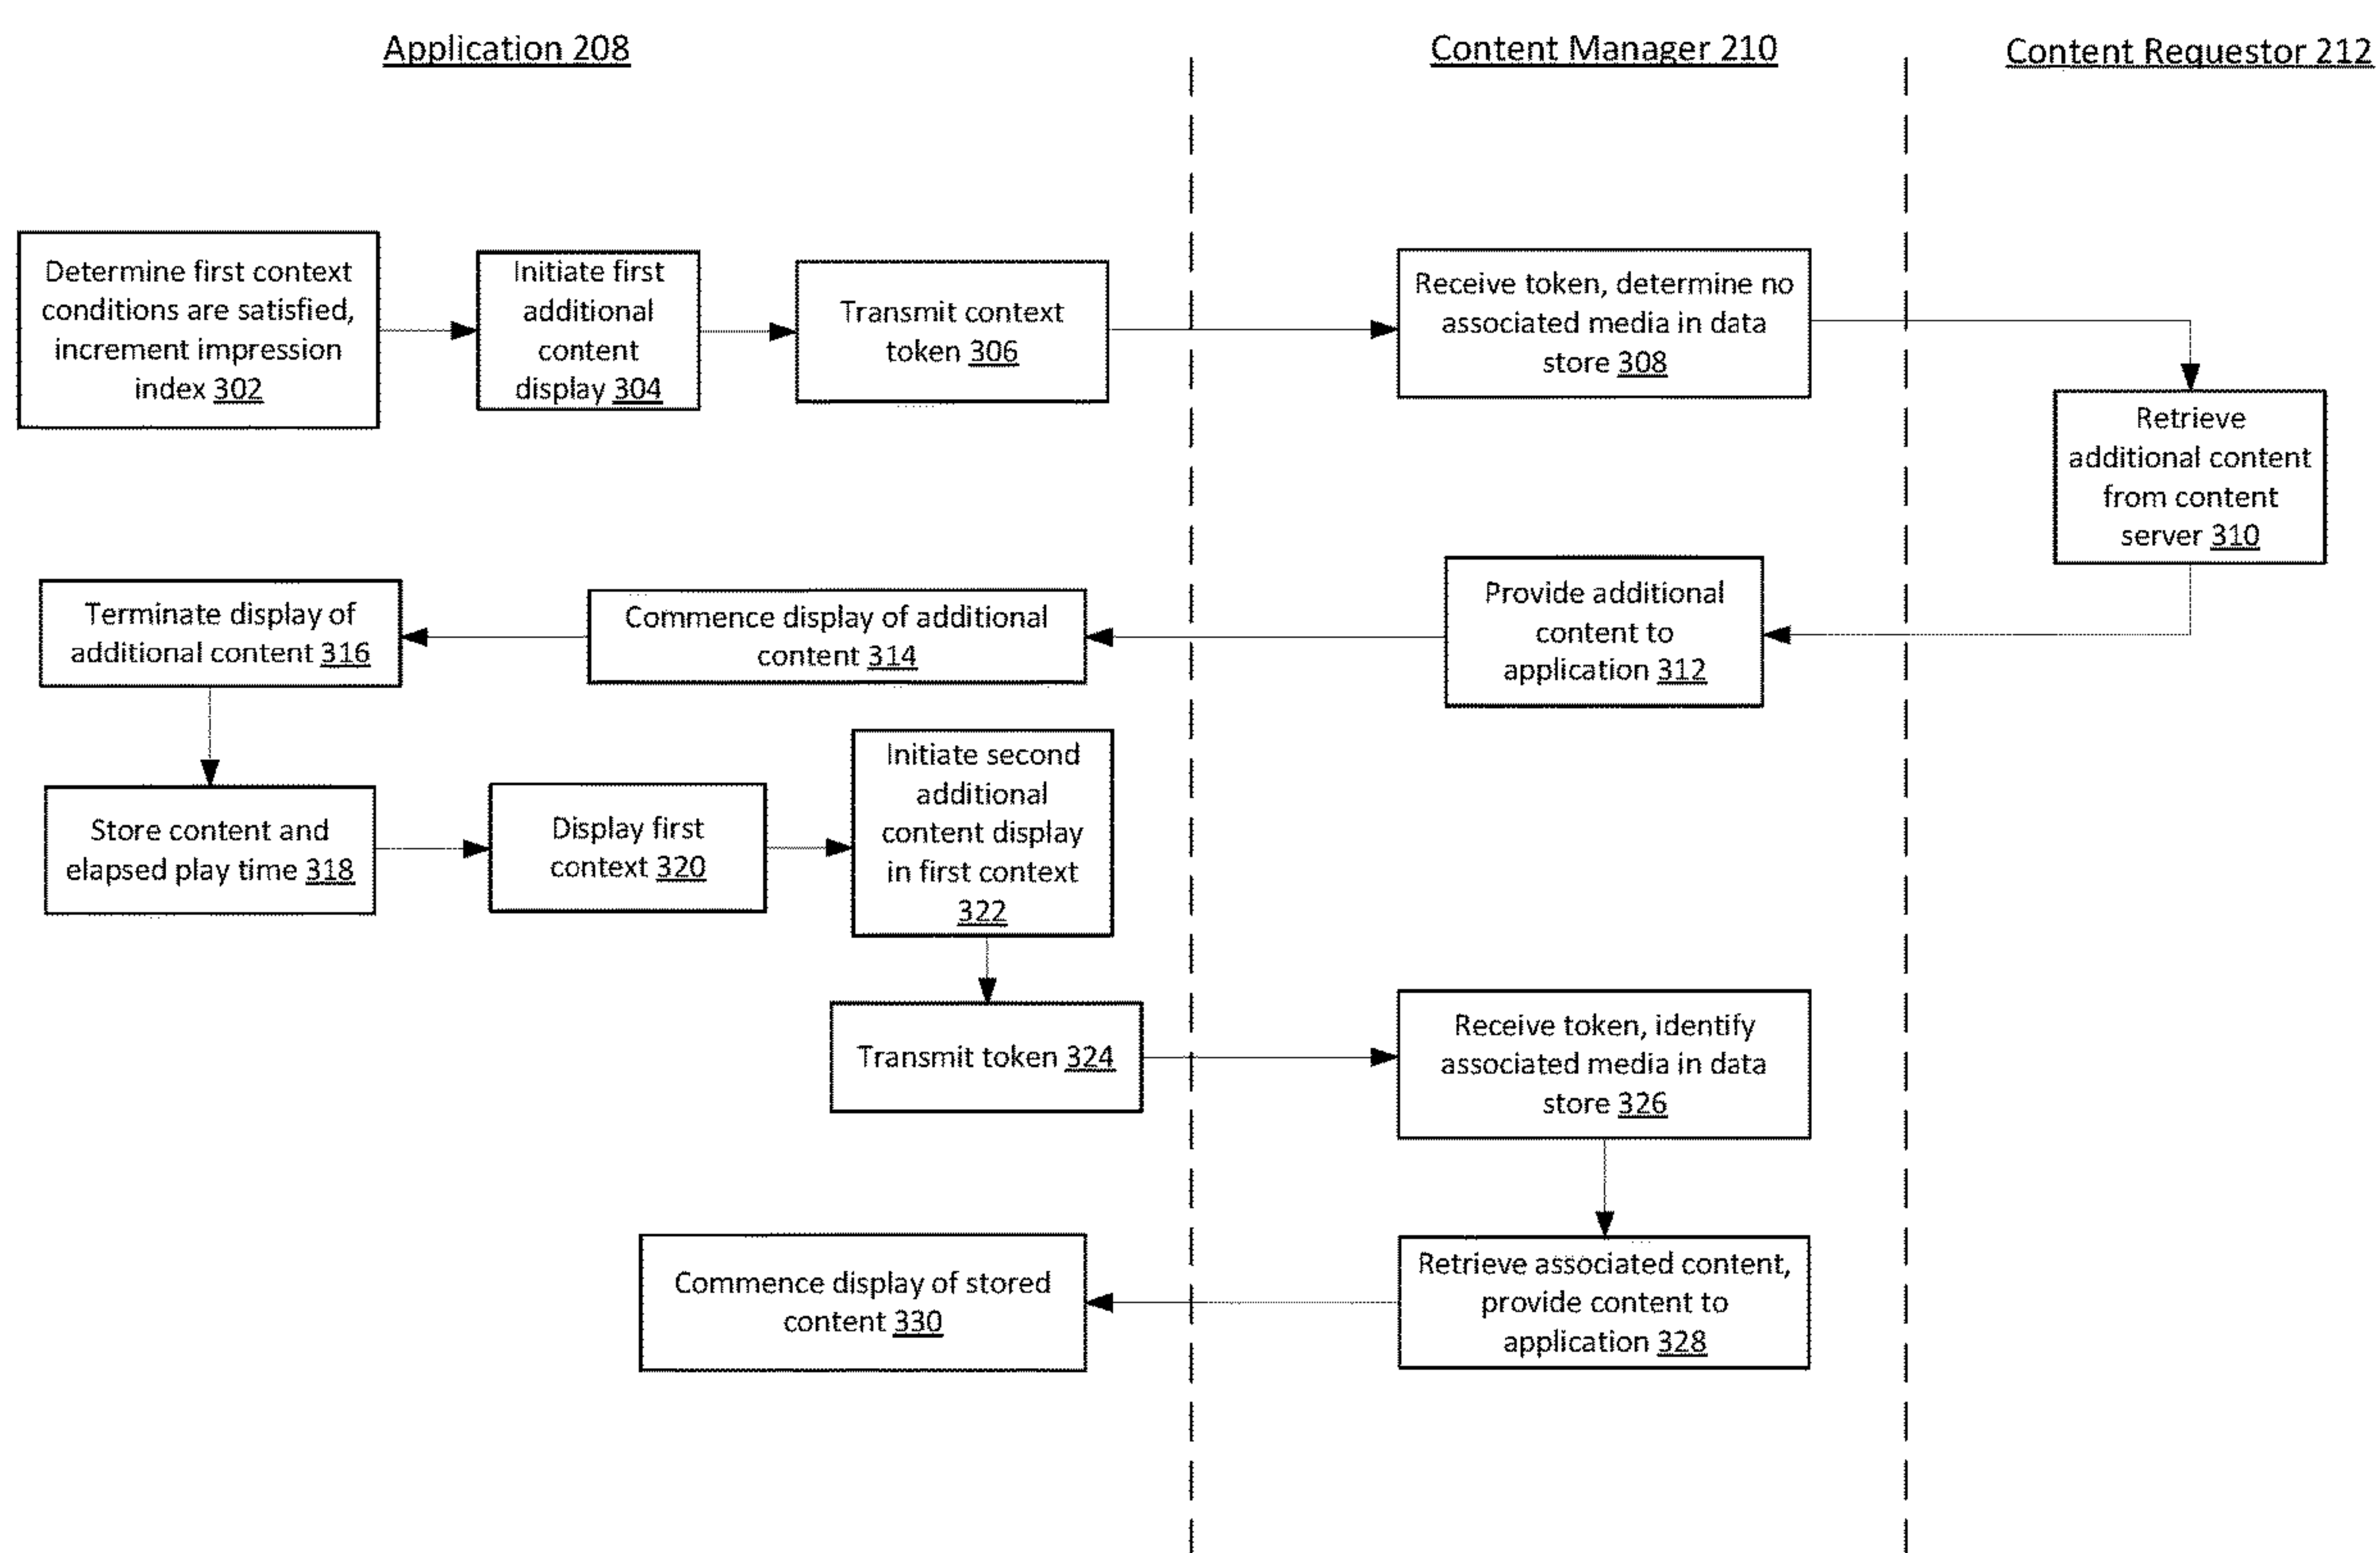 Application 208
Content Manager 210
Content Requestor 212
Determine first context
conditions are satisfied,
increment impression
index 302
Initiate first
additional
content
display 304
Transmit context
token 306
Receive token, determine no
associated media in data
store 308
Retrieve
additional content
from content
server 310
Provide additional
content to
application 312
Commence display of additional
content 314
Terminate display of
additional content 316
Store content and
elapsed play time 318
Display first
context 320
Initiate second
additional
content display
in first context
322
Transmit token 324
Receive token, identify
associated media in data
store 326
Retrieve associated content,
provide content to
application 328
Commence display of stored
content 330